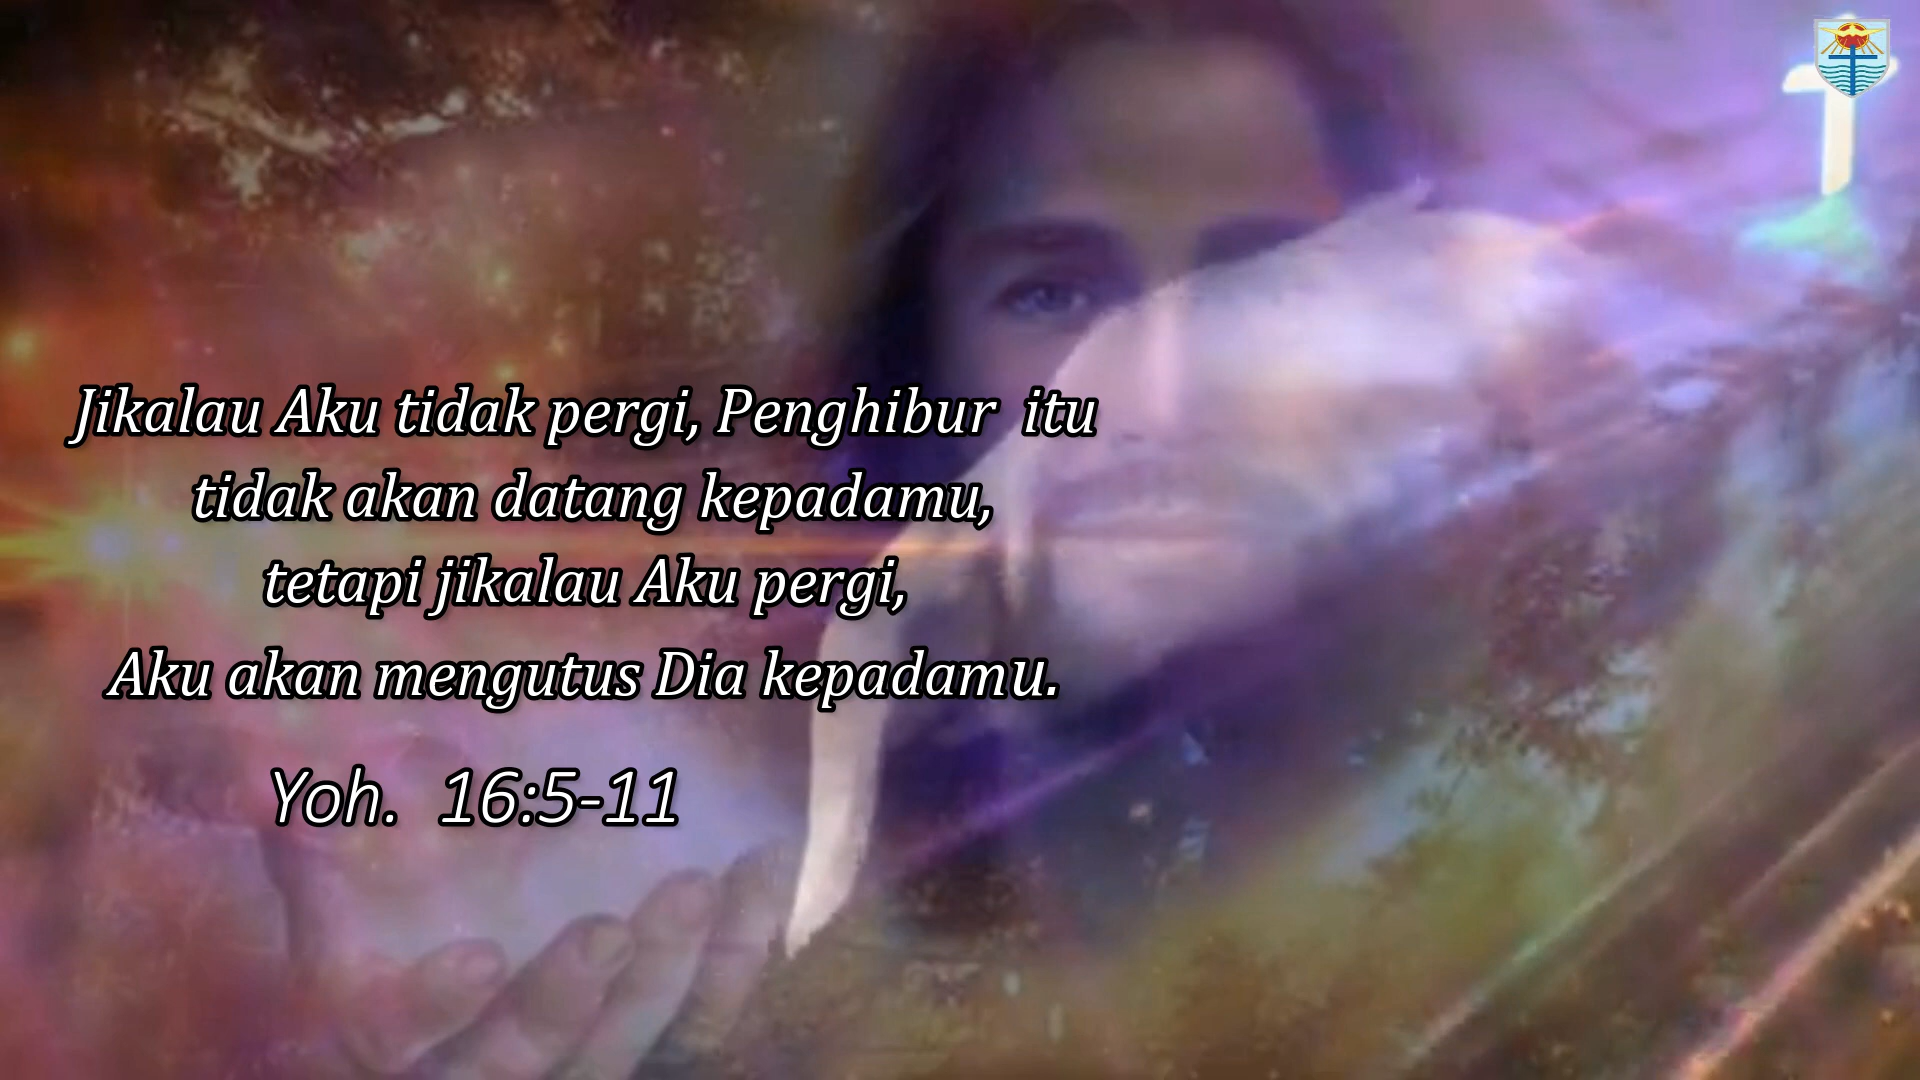 Jikalau Aku tidak pergi, Penghibur itu
tidak akan datang kepadamu,
tetapi jikalau Aku pergi,
Aku akan mengutus Dia kepadamu.
Yoh. 16:5-11